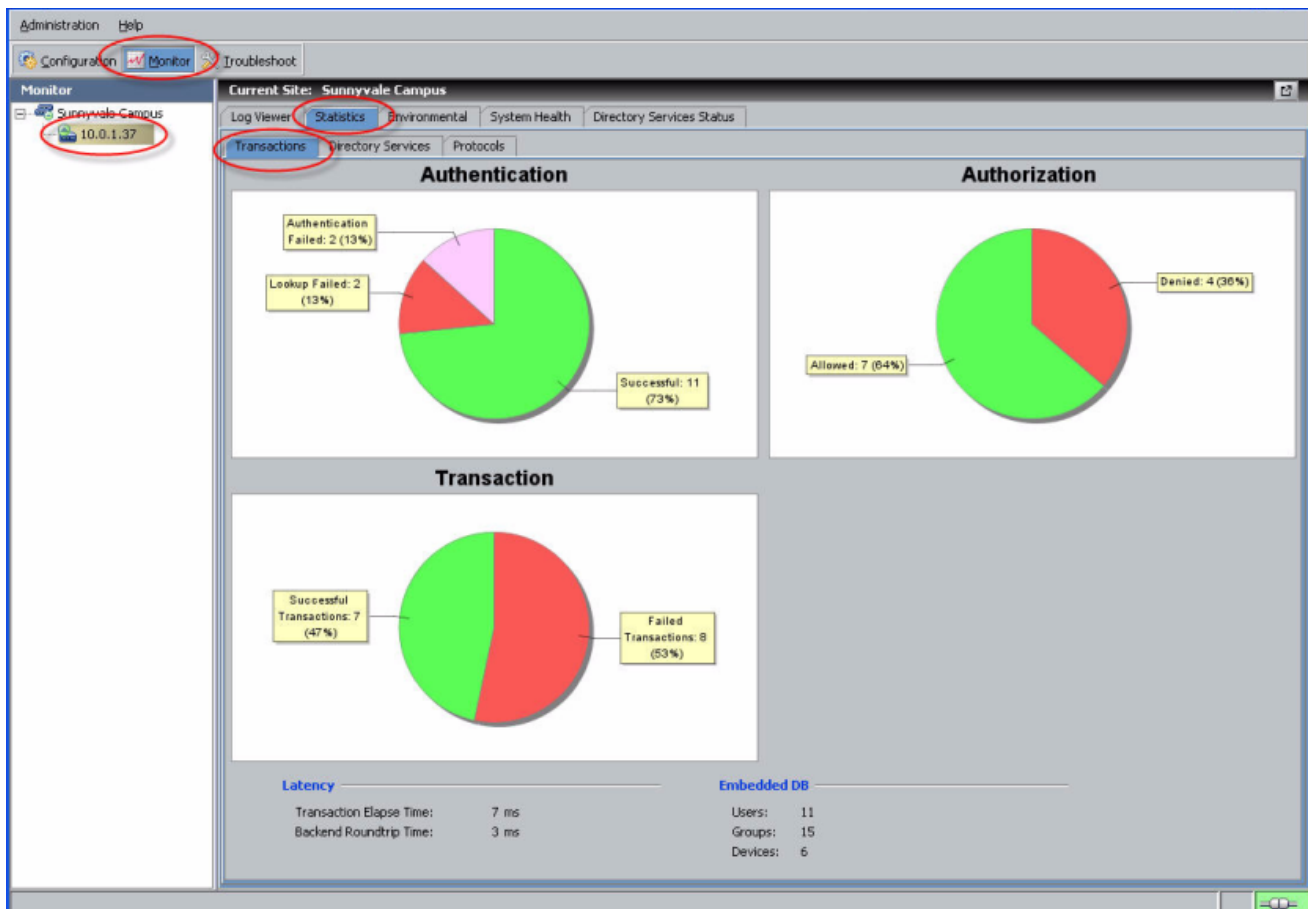 Administration Help
Configuration Monitor Troubleshoot
Monitor
Sunnyvale Campus
10.0.1.37
Current Site: Sunnyvale Campus
Log Viewer Statistics Environmental System Health Directory Services Status
Transactions Directory Services Protocols
Authentication
Authentication
Failed: 2 (13%)
Lookup Failed: 2
(13%)
Successful: 11
(73%)
Authorization
Denied: 4 (36%)
Allowed: 7 (64%)
Transaction
Successful
Transactions: 7
(47%)
Failed
Transactions: 8
(53%)
Latency
Transaction Elapse Time: 7 ms
Backend Roundtrip Time: 3 ms
Embedded DB
Users: 11
Groups: 15
Devices: 6